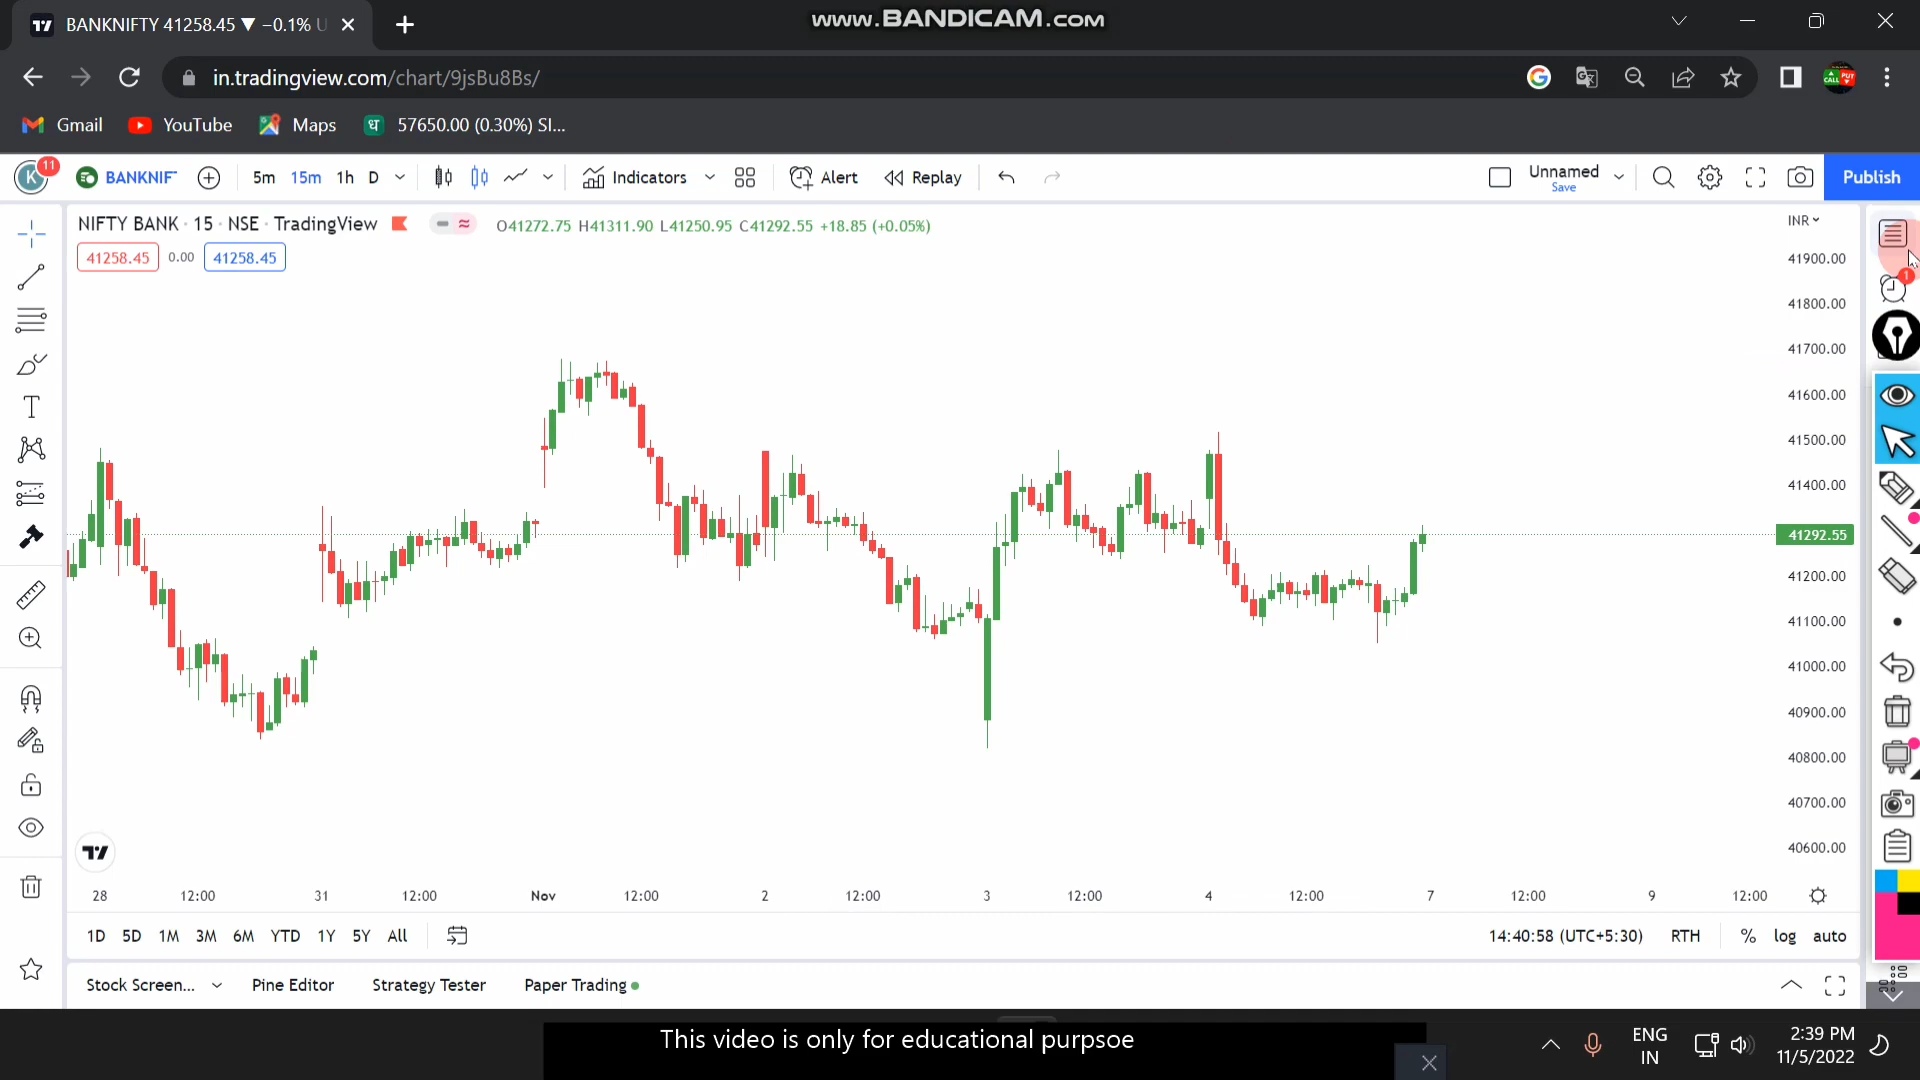 BANKNIFTY 41258.45 ▼ −0.1% U
www.BANDICAM.com
in.tradingview.com/chart/9jsBu8Bs/
CALL PUT
Gmail YouTube Maps 57650.00 (0.30%) SI...
K 11 BANKNIF 5m 15m 1h D Indicators Alert Replay Unnamed Save Publish
NIFTY BANK · 15 · NSE · TradingView O41272.75 H41311.90 L41250.95 C41292.55 +18.85 (+0.05%) INR
41258.45 0.00 41258.45
41900.00
1
41800.00
41700.00
41600.00
41500.00
41400.00
41292.55
41200.00
41100.00
41000.00
40900.00
40800.00
40700.00
40600.00
28 12:00 31 12:00 Nov 12:00 2 12:00 3 12:00 4 12:00 7 12:00 9 12:00
1D 5D 1M 3M 6M YTD 1Y 5Y All 14:40:58 (UTC+5:30) RTH % log auto
Stock Screen... Pine Editor Strategy Tester Paper Trading
This video is only for educational purpsoe
ENG IN
2:39 PM
11/5/2022